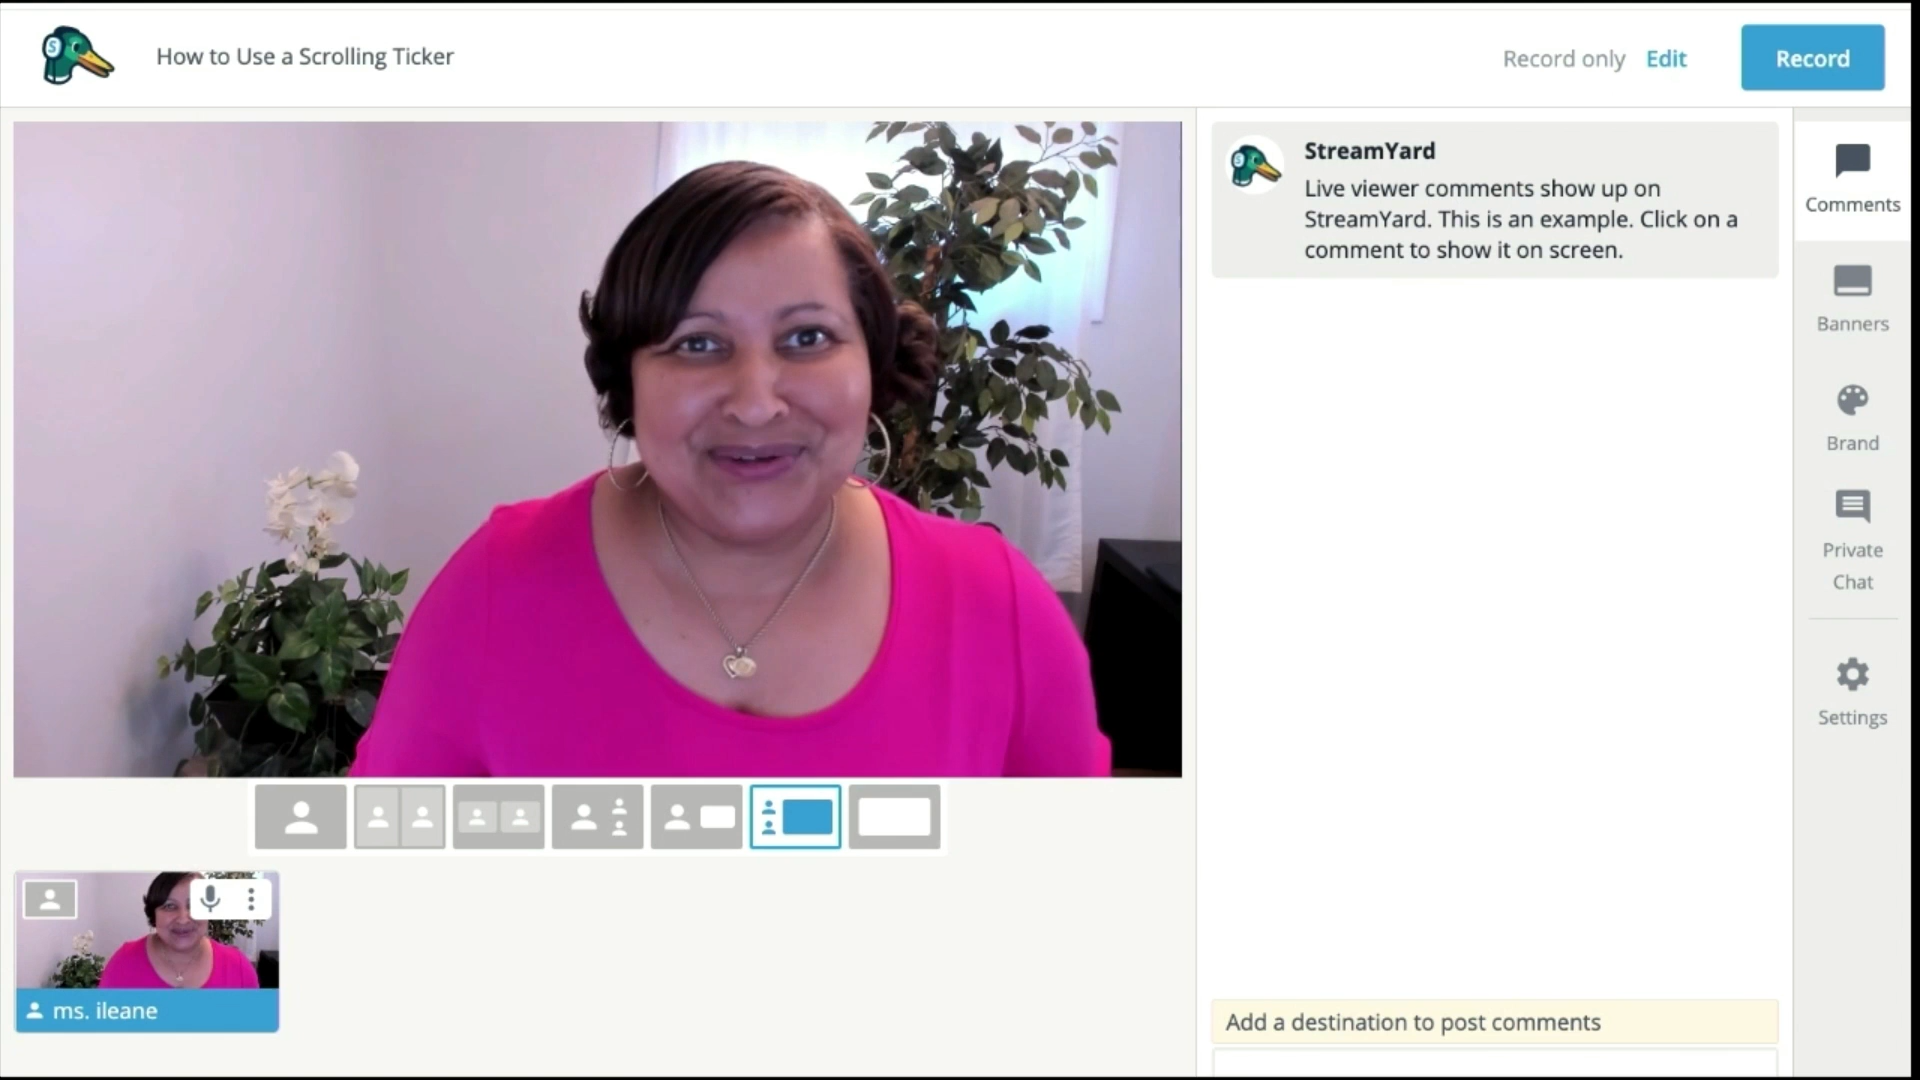 How to Use a Scrolling Ticker
Record only
Edit
Record
StreamYard
Live viewer comments show up on
StreamYard. This is an example. Click on a
comment to show it on screen.
Comments
Banners
Brand
Private
Chat
Settings
ms. ileane
Add a destination to post comments